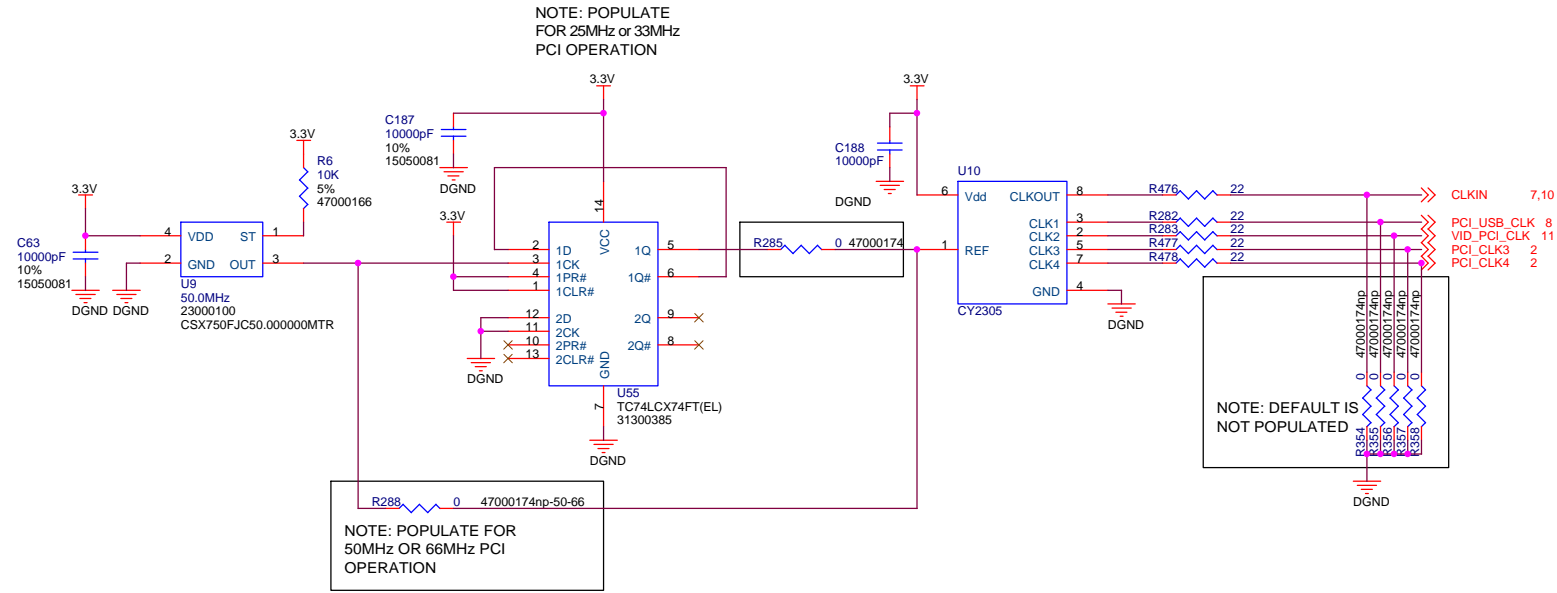 NOTE: POPULATE
FOR 25MHz or 33MHz
PCI OPERATION
3.3V
C187
10000pF
10%
15050081
DGND
3.3V
C188
10000pF
DGND
3.3V
R6
10K
5%
47000166
3.3V
C63
10000pF
10%
15050081
DGND
DGND
4 VDD ST 1
2 GND OUT 3
U9
50.0MHz
23000100
CSX750FJC50.000000MTR
3.3V
14
VCC
2 1D 1Q 5
3 1CK
4 1PR# 1Q# 6
1 1CLR#
12 2D 2Q 9
11 2CK
10 2PR# 2Q# 8
13 2CLR#
GND
7
DGND
U55
TC74LCX74FT(EL)
31300385
DGND
R285 0 47000174
U10
6 Vdd CLKOUT 8
CLK1 3
CLK2 2
1 REF CLK3 5
CLK4 7
GND 4
CY2305
DGND
R476 22 CLKIN 7,10
R282 22 PCI_USB_CLK 8
R283 22 VID_PCI_CLK 11
R477 22 PCI_CLK3 2
R478 22 PCI_CLK4 2
R354 0 47000174np
R355 0 47000174np
R356 0 47000174np
R357 0 47000174np
R358 0 47000174np
NOTE: DEFAULT IS
NOT POPULATED
DGND
R288 0 47000174np-50-66
NOTE: POPULATE FOR
50MHz OR 66MHz PCI
OPERATION